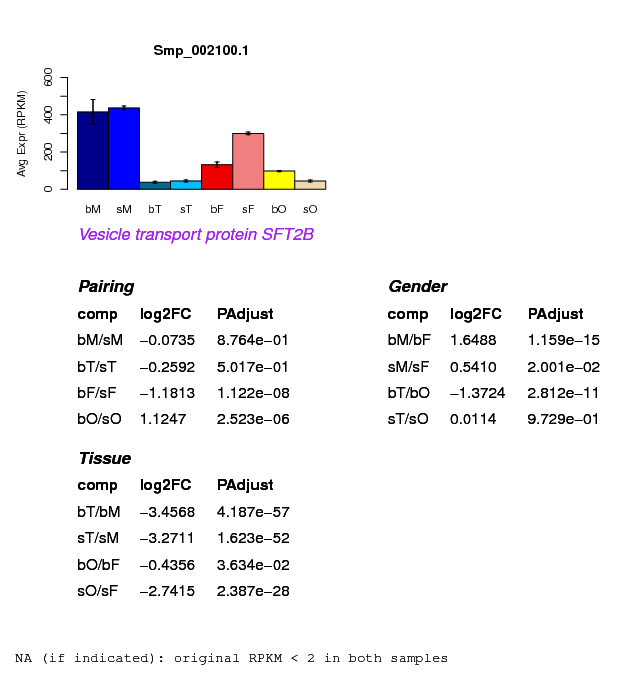 Smp_002100.1
Avg Expr (RPKM)
0 200 400 600
bM sM bT sT bF sF bO sO
Vesicle transport protein SFT2B
Pairing
comp log2FC PAdjust
bM/sM −0.0735 8.764e−01
bT/sT −0.2592 5.017e−01
bF/sF −1.1813 1.122e−08
bO/sO 1.1247 2.523e−06
Gender
comp log2FC PAdjust
bM/bF 1.6488 1.159e−15
sM/sF 0.5410 2.001e−02
bT/bO −1.3724 2.812e−11
sT/sO 0.0114 9.729e−01
Tissue
comp log2FC PAdjust
bT/bM −3.4568 4.187e−57
sT/sM −3.2711 1.623e−52
bO/bF −0.4356 3.634e−02
sO/sF −2.7415 2.387e−28
NA (if indicated): original RPKM < 2 in both samples